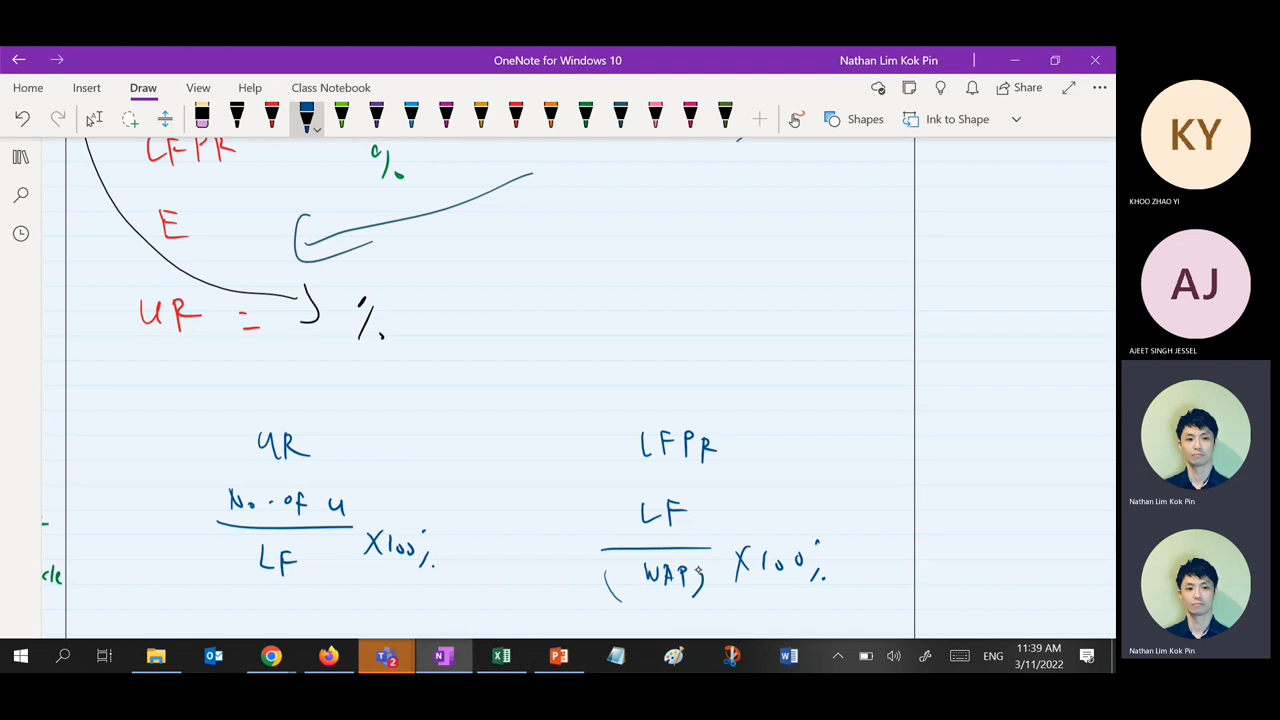 OneNote for Windows 10
Nathan Lim Kok Pin
Home Insert Draw View Help Class Notebook
Share
Shapes
Ink to Shape
LFPR
%
E
UR = %
UR
No. of U
LF
X100%
LFPR
LF
(WAP)
X100%
cle
KY
KHOO ZHAO YI
AJ
AJEET SINGH JESSEL
Nathan Lim Kok Pin
Nathan Lim Kok Pin
2
ENG
11:39 AM
3/11/2022